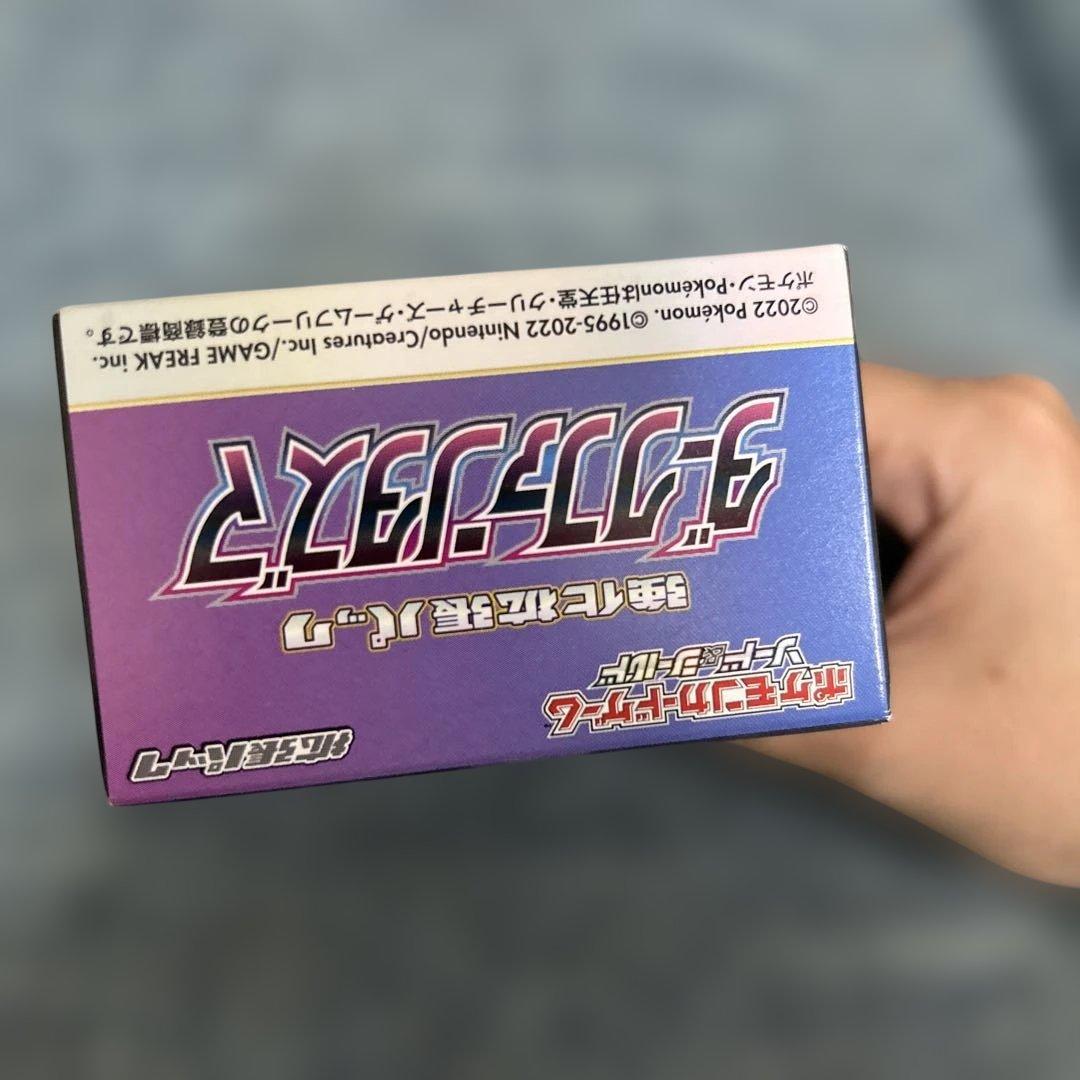 拡張パック
ポケモンカードゲーム
ソード&シールド
強化拡張パック
ダークファンタズマ
©2022 Pokémon. ©1995-2022 Nintendo/Creatures Inc./GAME FREAK inc.
ポケモン・Pokémonは任天堂・クリーチャーズ・ゲームフリークの登録商標です。